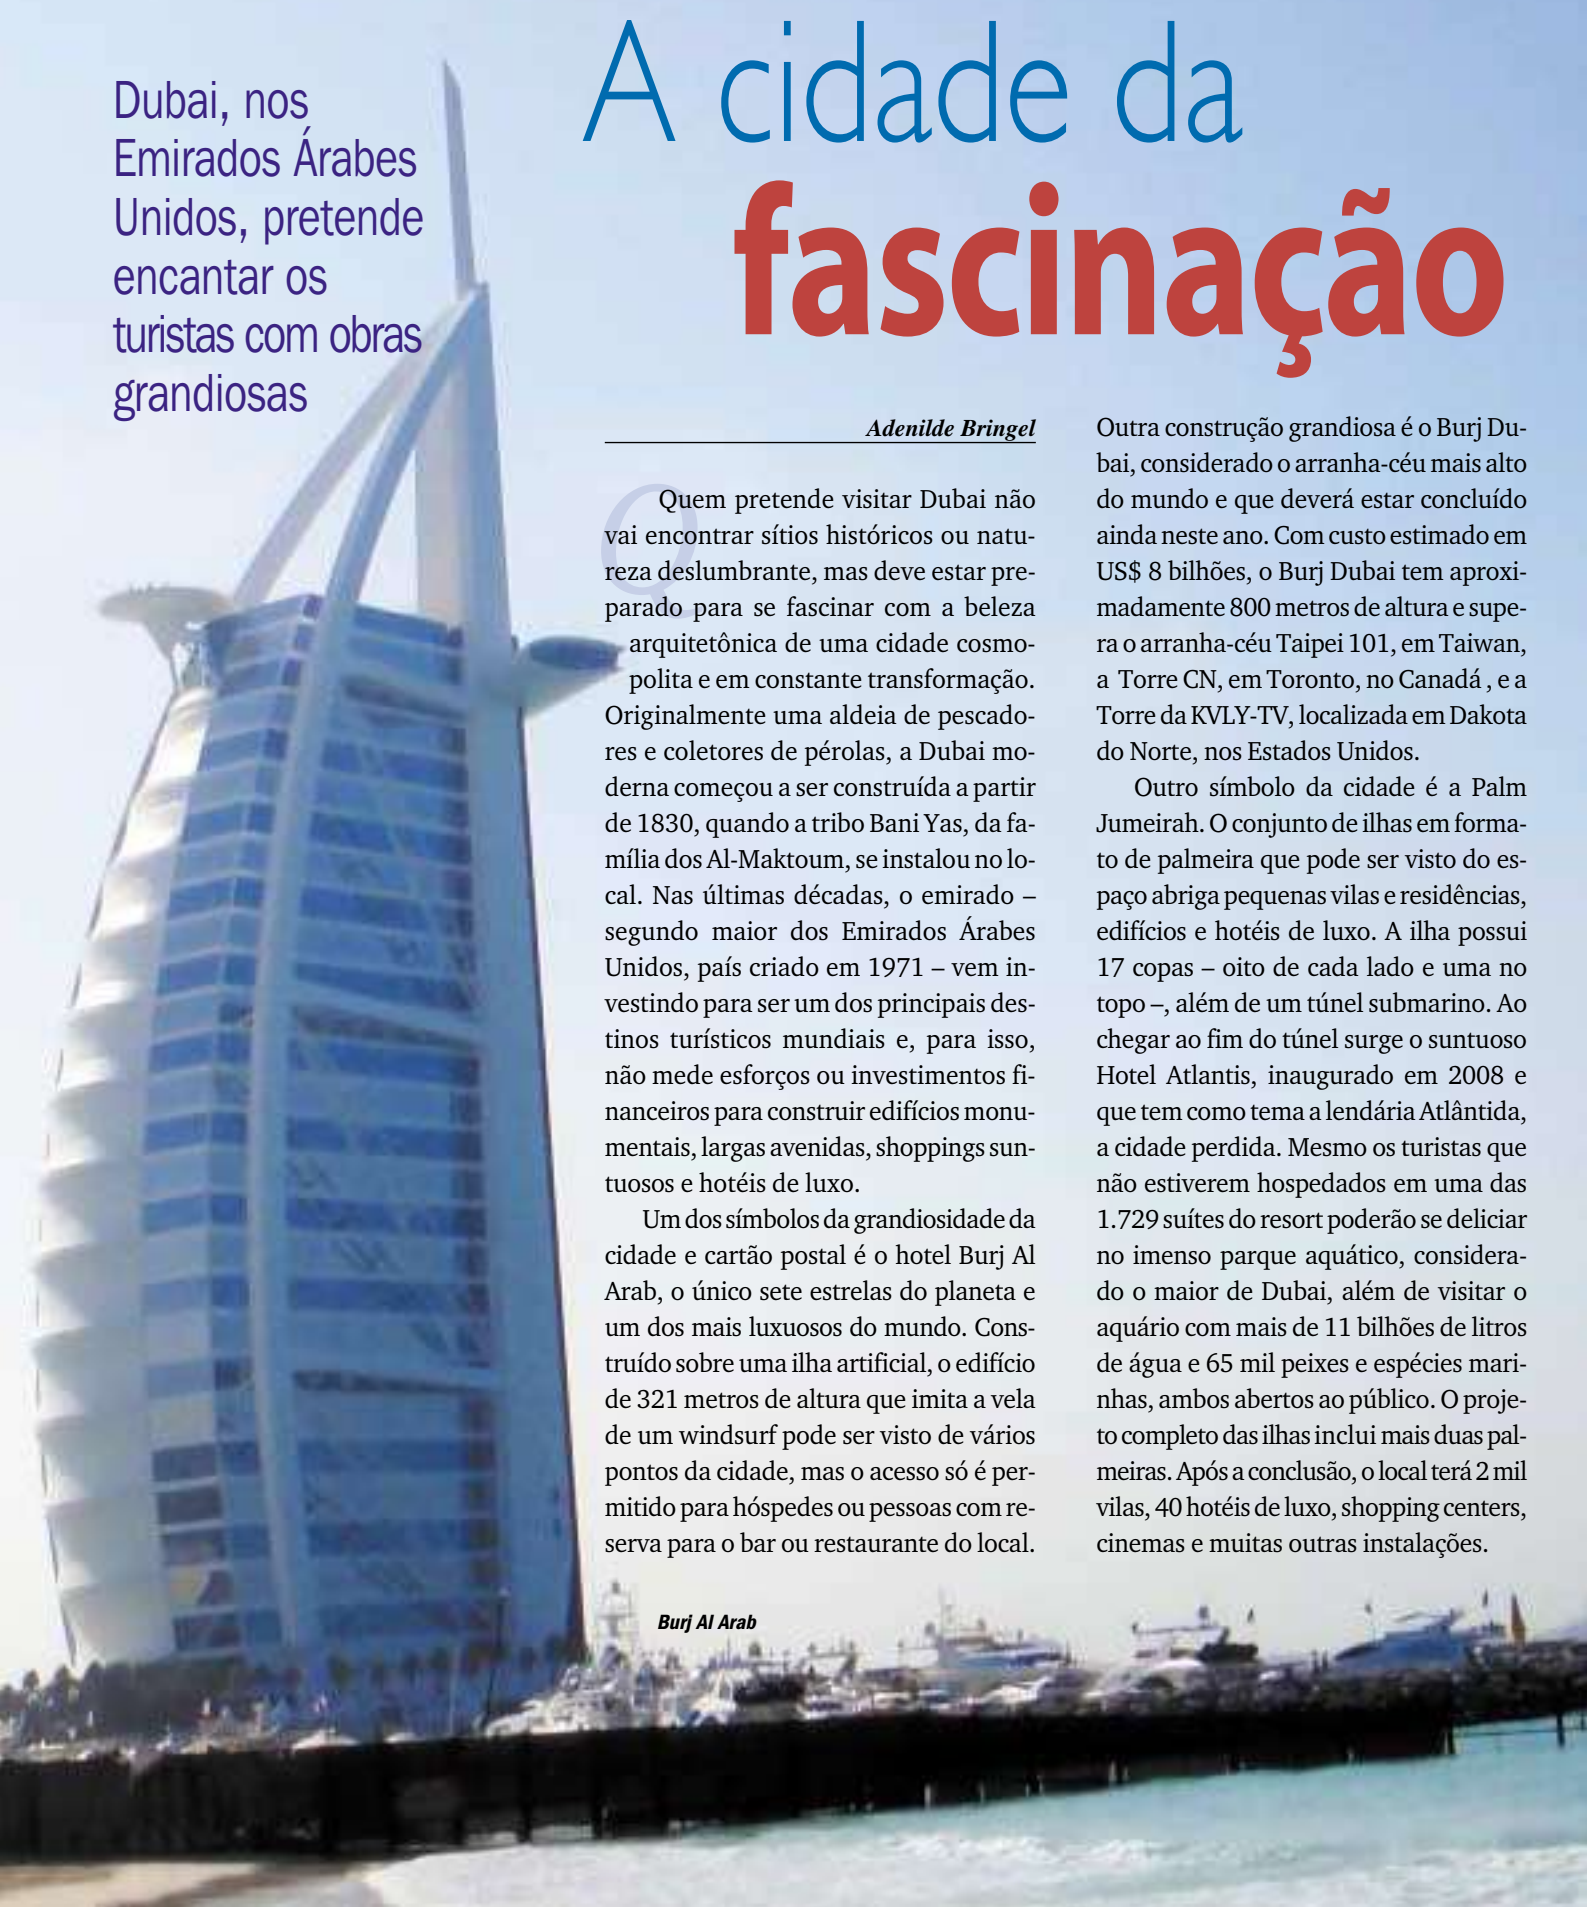 Dubai, nos
Emirados Árabes
Unidos, pretende
encantar os
turistas com obras
grandiosas
A cidade da
fascinação
Adenilde Bringel
Q
Quem pretende visitar Dubai não
vai encontrar sítios históricos ou natu-
reza deslumbrante, mas deve estar pre-
parado para se fascinar com a beleza
arquitetônica de uma cidade cosmo-
polita e em constante transformação.
Originalmente uma aldeia de pescado-
res e coletores de pérolas, a Dubai mo-
derna começou a ser construída a partir
de 1830, quando a tribo Bani Yas, da fa-
mília dos Al-Maktoum, se instalou no lo-
cal. Nas últimas décadas, o emirado –
segundo maior dos Emirados Árabes
Unidos, país criado em 1971 – vem in-
vestindo para ser um dos principais des-
tinos turísticos mundiais e, para isso,
não mede esforços ou investimentos fi-
nanceiros para construir edifícios monu-
mentais, largas avenidas, shoppings sun-
tuosos e hotéis de luxo.
Um dos símbolos da grandiosidade da
cidade e cartão postal é o hotel Burj Al
Arab, o único sete estrelas do planeta e
um dos mais luxuosos do mundo. Cons-
truído sobre uma ilha artificial, o edifício
de 321 metros de altura que imita a vela
de um windsurf pode ser visto de vários
pontos da cidade, mas o acesso só é per-
mitido para hóspedes ou pessoas com re-
serva para o bar ou restaurante do local.
Outra construção grandiosa é o Burj Du-
bai, considerado o arranha-céu mais alto
do mundo e que deverá estar concluído
ainda neste ano. Com custo estimado em
US$ 8 bilhões, o Burj Dubai tem aproxi-
madamente 800 metros de altura e supe-
ra o arranha-céu Taipei 101, em Taiwan,
a Torre CN, em Toronto, no Canadá , e a
Torre da KVLY-TV, localizada em Dakota
do Norte, nos Estados Unidos.
Outro símbolo da cidade é a Palm
Jumeirah. O conjunto de ilhas em forma-
to de palmeira que pode ser visto do es-
paço abriga pequenas vilas e residências,
edifícios e hotéis de luxo. A ilha possui
17 copas – oito de cada lado e uma no
topo –, além de um túnel submarino. Ao
chegar ao fim do túnel surge o suntuoso
Hotel Atlantis, inaugurado em 2008 e
que tem como tema a lendária Atlântida,
a cidade perdida. Mesmo os turistas que
não estiverem hospedados em uma das
1.729 suítes do resort poderão se deliciar
no imenso parque aquático, considera-
do o maior de Dubai, além de visitar o
aquário com mais de 11 bilhões de litros
de água e 65 mil peixes e espécies mari-
nhas, ambos abertos ao público. O proje-
to completo das ilhas inclui mais duas pal-
meiras. Após a conclusão, o local terá 2 mil
vilas, 40 hotéis de luxo, shopping centers,
cinemas e muitas outras instalações.
Burj Al Arab